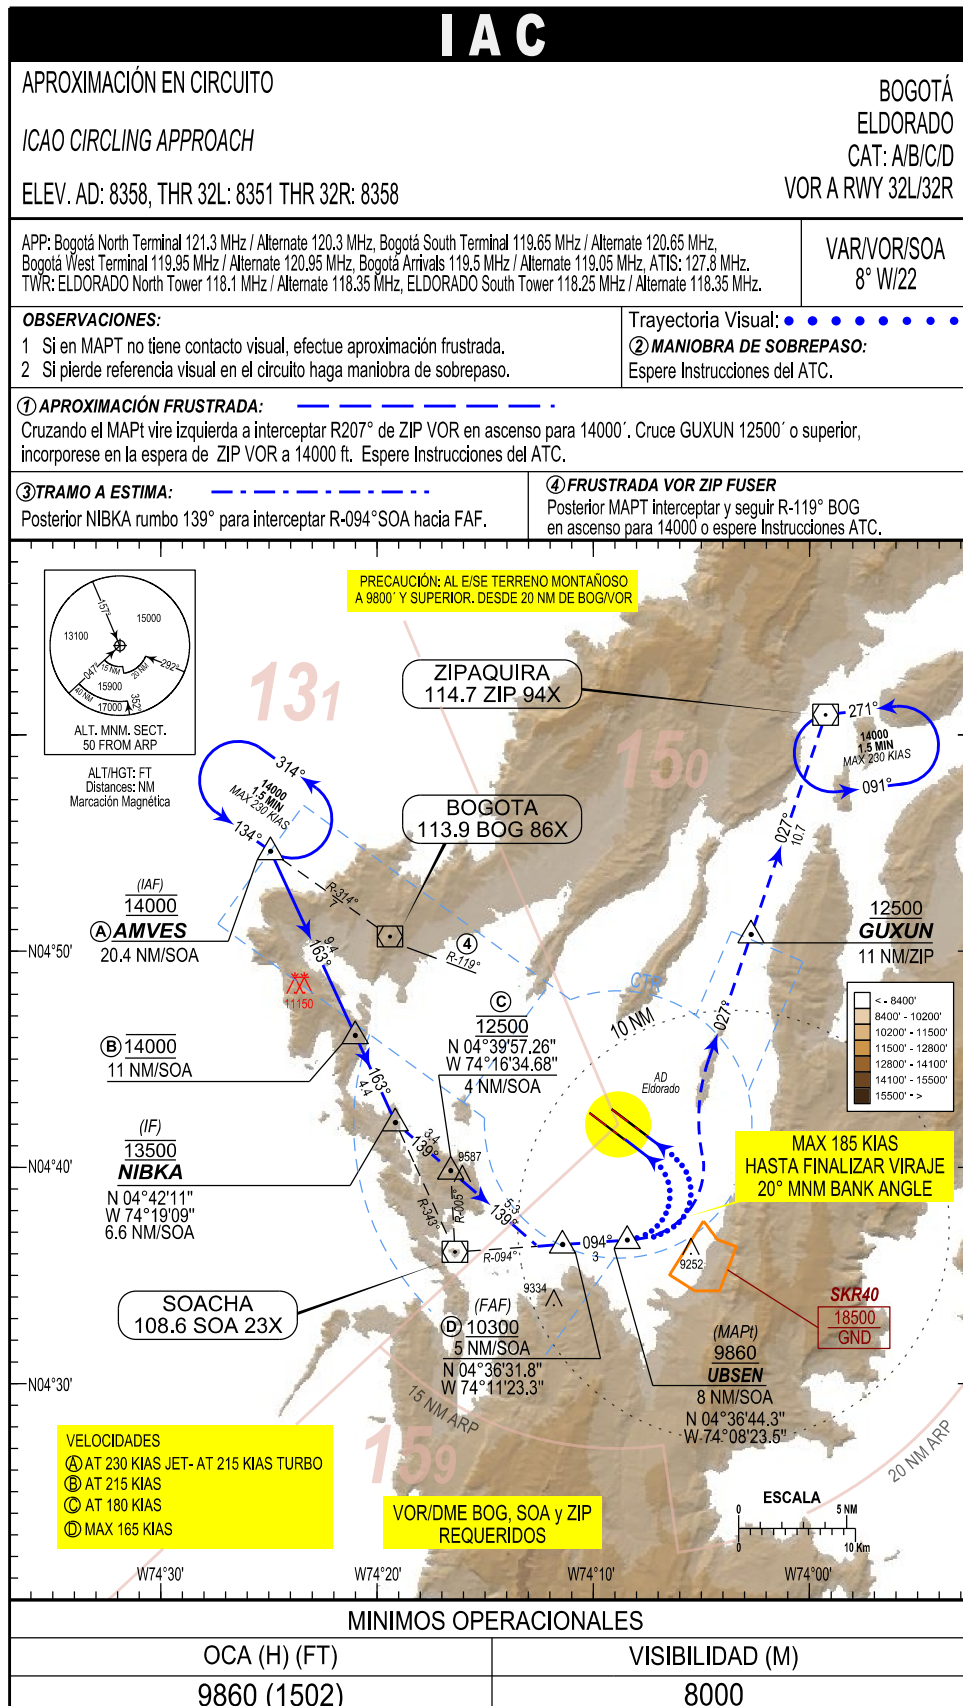 IAC
APROXIMACIÓN EN CIRCUITO
ICAO CIRCLING APPROACH
ELEV. AD: 8358, THR 32L: 8351 THR 32R: 8358
BOGOTÁ
ELDORADO
CAT: A/B/C/D
VOR A RWY 32L/32R
APP: Bogotá North Terminal 121.3 MHz / Alternate 120.3 MHz, Bogotá South Terminal 119.65 MHz / Alternate 120.65 MHz,
Bogotá West Terminal 119.95 MHz / Alternate 120.95 MHz, Bogotá Arrivals 119.5 MHz / Alternate 119.05 MHz, ATIS: 127.8 MHz.
TWR: ELDORADO North Tower 118.1 MHz / Alternate 118.35 MHz, ELDORADO South Tower 118.25 MHz / Alternate 118.35 MHz.
VAR/VOR/SOA
8° W/22
OBSERVACIONES:
1 Si en MAPT no tiene contacto visual, efectue aproximación frustrada.
2 Si pierde referencia visual en el circuito haga maniobra de sobrepaso.
Trayectoria Visual:
② MANIOBRA DE SOBREPASO:
Espere Instrucciones del ATC.
① APROXIMACIÓN FRUSTRADA:
Cruzando el MAPt vire izquierda a interceptar R207° de ZIP VOR en ascenso para 14000´. Cruce GUXUN 12500´ o superior,
incorporese en la espera de ZIP VOR a 14000 ft. Espere Instrucciones del ATC.
③ TRAMO A ESTIMA:
Posterior NIBKA rumbo 139° para interceptar R-094°SOA hacia FAF.
④ FRUSTRADA VOR ZIP FUSER
Posterior MAPT interceptar y seguir R-119° BOG
en ascenso para 14000 o espere Instrucciones ATC.
157°
15000
13100
047°
15 NM
20 NM
292°
15900
40 NM
17000
352°
ALT. MNM. SECT.
50 FROM ARP
ALT/HGT: FT
Distances: NM
Marcación Magnética
PRECAUCIÓN: AL E/SE TERRENO MONTAÑOSO
A 9800´ Y SUPERIOR. DESDE 20 NM DE BOG/VOR
131
150
ZIPAQUIRA
114.7 ZIP 94X
271°
14000
1.5 MIN
MAX 230 KIAS
091°
314°
14000
1.5 MIN
MAX 230 KIAS
134°
BOGOTA
113.9 BOG 86X
027°
10.7
(IAF)
14000
Ⓐ AMVES
20.4 NM/SOA
R-314°
7
④
R-119°
163°
9.4
11150
12500
GUXUN
11 NM/ZIP
N04°50'
CTR
10 NM
027°
Ⓒ
12500
N 04°39'57.26"
W 74°16'34.68"
4 NM/SOA
< - 8400'
8400' - 10200'
10200' - 11500'
11500' - 12800'
12800' - 14100'
14100' - 15500'
15500' - >
Ⓑ 14000
11 NM/SOA
163°
4.4
AD
Eldorado
(IF)
13500
NIBKA
N 04°42'11"
W 74°19'09"
6.6 NM/SOA
N04°40'
3.4
139°
9587
R-343°
R-005°
5.3
139°
MAX 185 KIAS
HASTA FINALIZAR VIRAJE
20° MNM BANK ANGLE
R-094°
094°
3
9252
9334
SOACHA
108.6 SOA 23X
(FAF)
Ⓓ 10300
5 NM/SOA
N 04°36'31.8"
W 74°11'23.3"
(MAPt)
9860
UBSEN
8 NM/SOA
N 04°36'44.3"
W 74°08'23.5"
SKR40
18500
GND
N04°30'
15 NM ARP
20 NM ARP
159
VELOCIDADES
Ⓐ AT 230 KIAS JET- AT 215 KIAS TURBO
Ⓑ AT 215 KIAS
Ⓒ AT 180 KIAS
Ⓓ MAX 165 KIAS
VOR/DME BOG, SOA y ZIP
REQUERIDOS
ESCALA
0 5 NM
0 10 Km
W74°30' W74°20' W74°10' W74°00'
MINIMOS OPERACIONALES
OCA (H) (FT) VISIBILIDAD (M)
9860 (1502) 8000